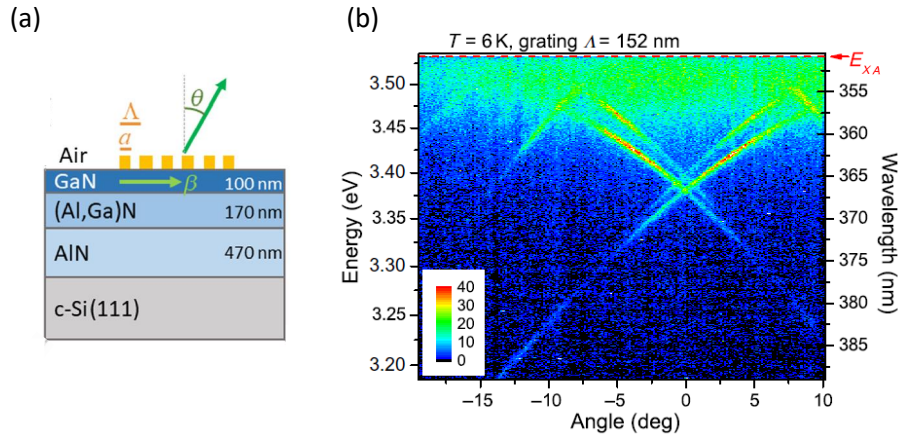 (a)
θ
Λ
a
Air
GaN
β
100 nm
(Al,Ga)N
170 nm
AlN
470 nm
c-Si(111)
(b)
T = 6 K, grating Λ = 152 nm
E_XA
Energy (eV)
3.50
3.45
3.40
3.35
3.30
3.25
3.20
40
30
20
10
0
−15
−10
−5
0
5
10
Angle (deg)
355
360
365
370
375
380
385
Wavelength (nm)